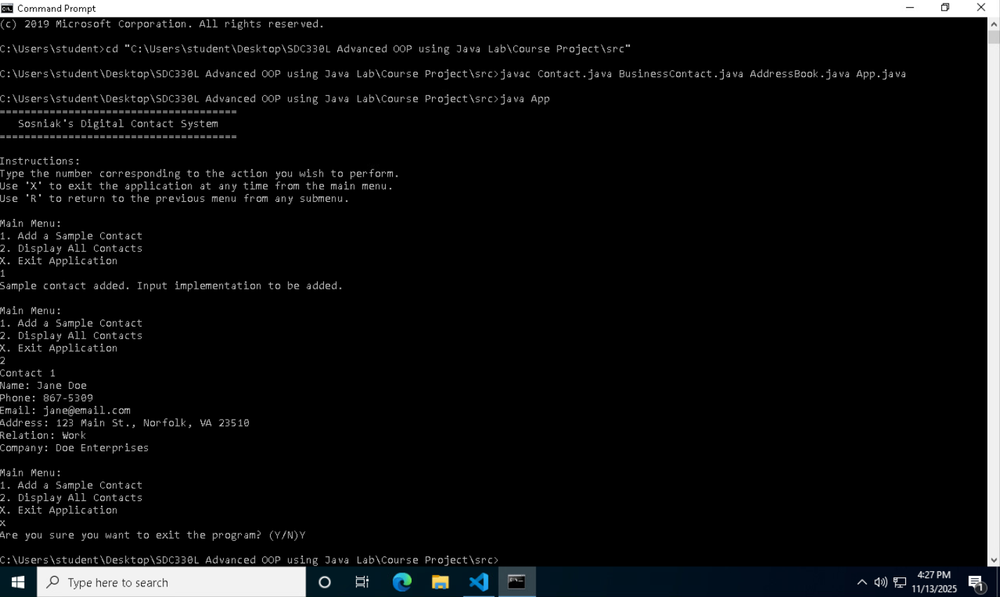 Command Prompt
(c) 2019 Microsoft Corporation. All rights reserved.
C:\Users\student>cd "C:\Users\student\Desktop\SDC330L Advanced OOP using Java Lab\Course Project\src"
C:\Users\student\Desktop\SDC330L Advanced OOP using Java Lab\Course Project\src>javac Contact.java BusinessContact.java AddressBook.java App.java
C:\Users\student\Desktop\SDC330L Advanced OOP using Java Lab\Course Project\src>java App
======================================
Sosniak's Digital Contact System
======================================
Instructions:
Type the number corresponding to the action you wish to perform.
Use 'X' to exit the application at any time from the main menu.
Use 'R' to return to the previous menu from any submenu.
Main Menu:
1. Add a Sample Contact
2. Display All Contacts
X. Exit Application
1
Sample contact added. Input implementation to be added.
Main Menu:
1. Add a Sample Contact
2. Display All Contacts
X. Exit Application
2
Contact 1
Name: Jane Doe
Phone: 867-5309
Email: jane@email.com
Address: 123 Main St., Norfolk, VA 23510
Relation: Work
Company: Doe Enterprises
Main Menu:
1. Add a Sample Contact
2. Display All Contacts
X. Exit Application
x
Are you sure you want to exit the program? (Y/N)Y
C:\Users\student\Desktop\SDC330L Advanced OOP using Java Lab\Course Project\src>
Type here to search
4:27 PM
11/13/2025
1